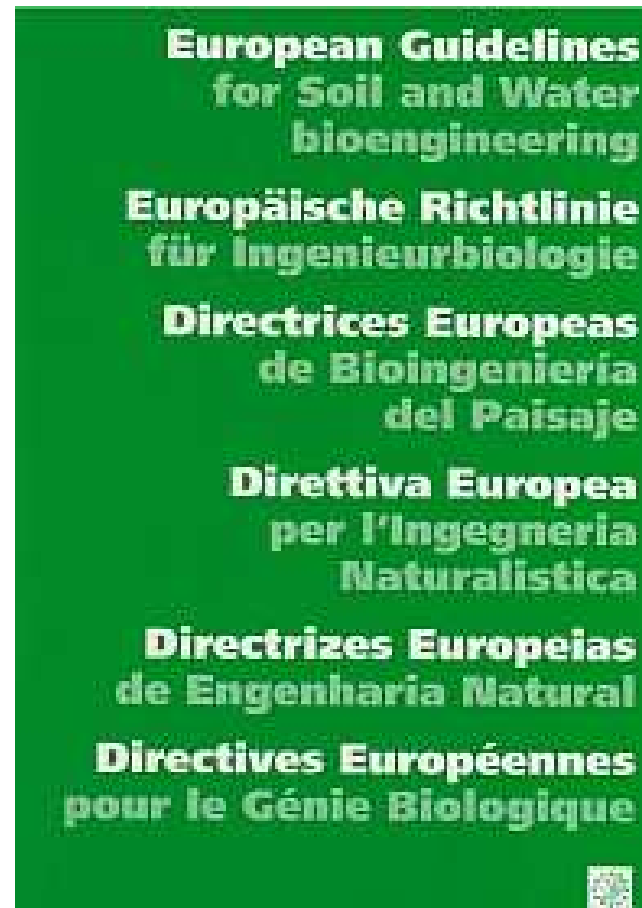 European Guidelines
for Soil and Water
bioengineering
Europäische Richtlinie
für Ingenieurbiologie
Directrices Europeas
de Bioingeniería
del Paisaje
Direttiva Europea
per l'Ingegneria
Naturalistica
Directrizes Europeias
de Engenharia Natural
Directives Européennes
pour le Génie Biologique